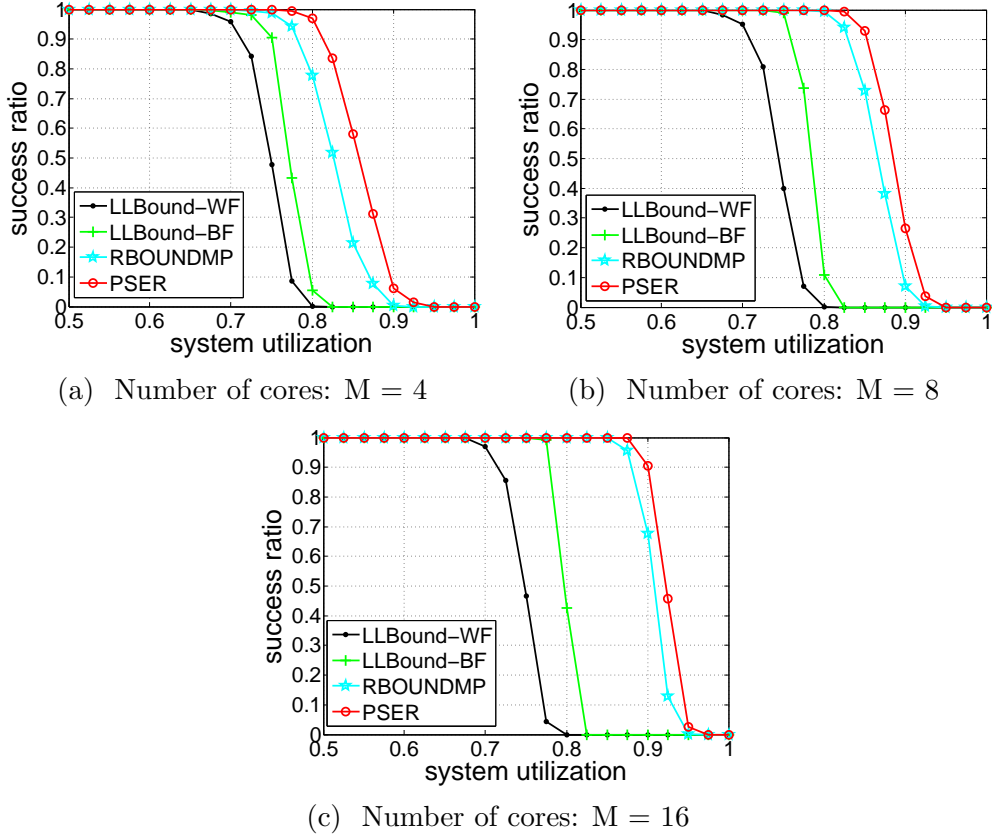 1
0.9
0.8
0.7
0.6
0.5
0.4
0.3
0.2
0.1
0
success ratio
LLBound-WF
LLBound-BF
RBOUNDMP
PSER
0.5 0.6 0.7 0.8 0.9 1
system utilization
(a) Number of cores: M = 4
1
0.9
0.8
0.7
0.6
0.5
0.4
0.3
0.2
0.1
0
success ratio
LLBound-WF
LLBound-BF
RBOUNDMP
PSER
0.5 0.6 0.7 0.8 0.9 1
system utilization
(b) Number of cores: M = 8
1
0.9
0.8
0.7
0.6
0.5
0.4
0.3
0.2
0.1
0
success ratio
LLBound-WF
LLBound-BF
RBOUNDMP
PSER
0.5 0.6 0.7 0.8 0.9 1
system utilization
(c) Number of cores: M = 16